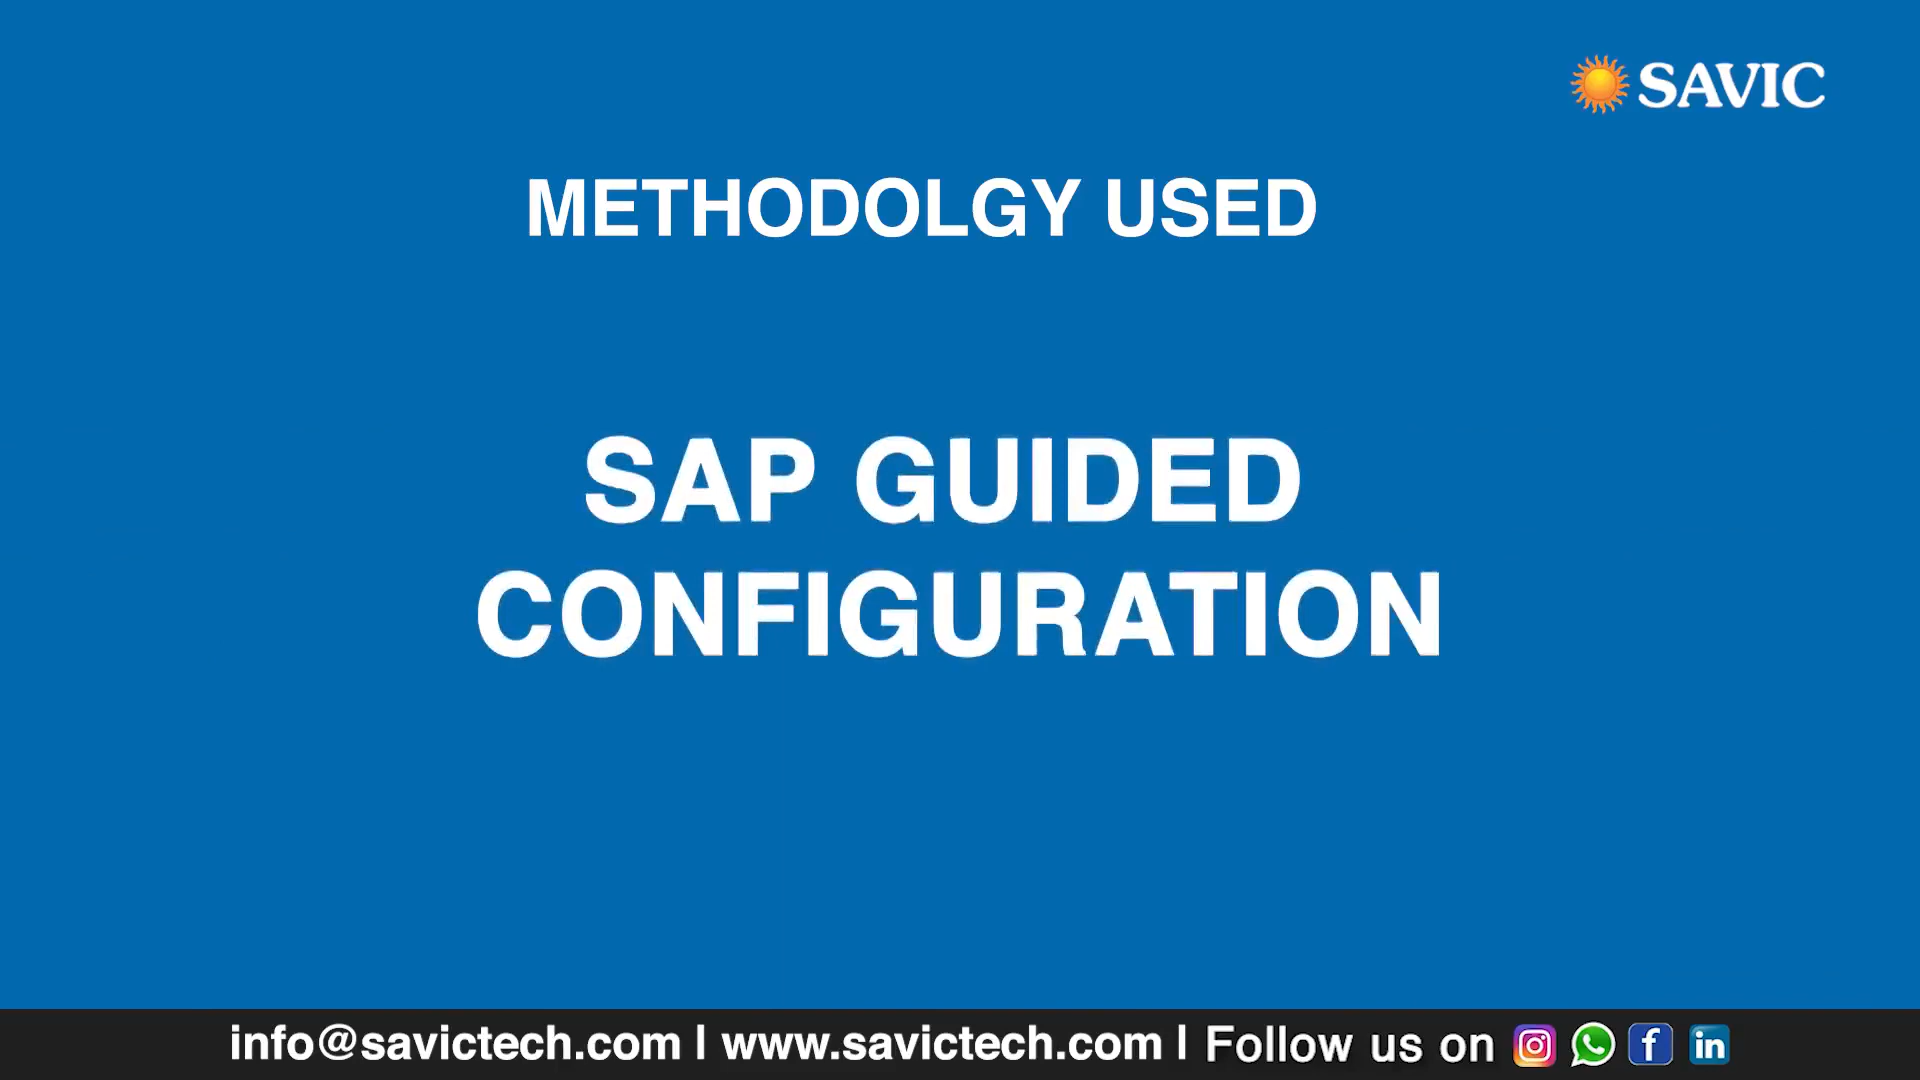 SAVIC
METHODOLGY USED
SAP GUIDED
CONFIGURATION
info@savictech.com | www.savictech.com | Follow us on